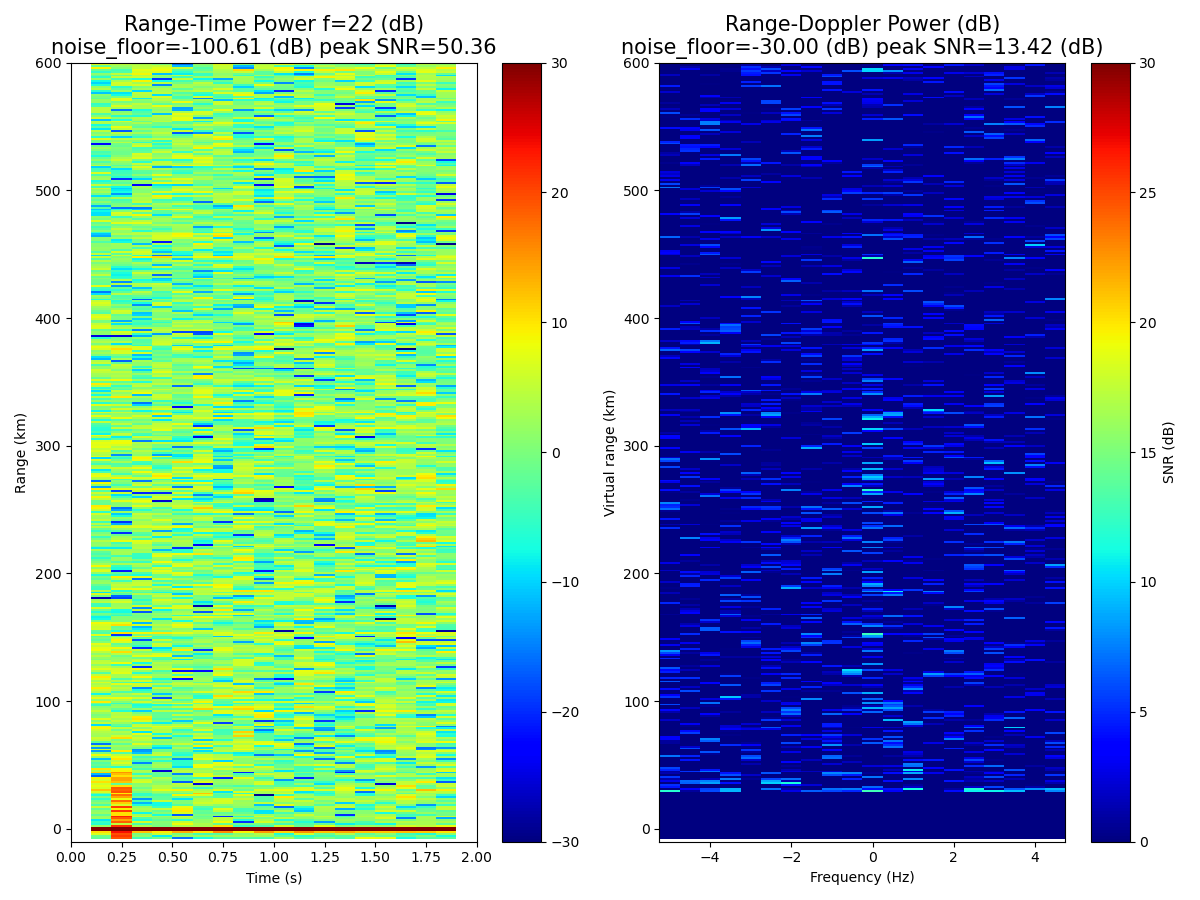 Range-Time Power f=22 (dB)
noise_floor=-100.61 (dB) peak SNR=50.36
Range-Doppler Power (dB)
noise_floor=-30.00 (dB) peak SNR=13.42 (dB)
600
500
400
300
200
100
0
Range (km)
0.00 0.25 0.50 0.75 1.00 1.25 1.50 1.75 2.00
Time (s)
30
20
10
0
−10
−20
−30
600
500
400
300
200
100
0
Virtual range (km)
−4 −2 0 2 4
Frequency (Hz)
30
25
20
15
10
5
0
SNR (dB)